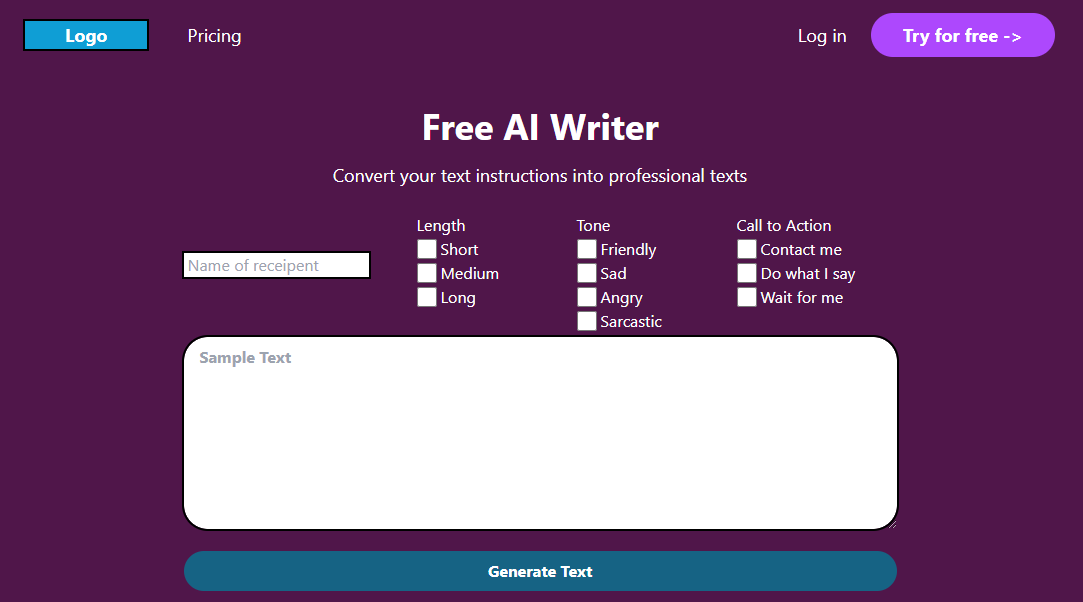 Logo Pricing Log in Try for free ->
Free AI Writer
Convert your text instructions into professional texts
Name of receipent
Length
Short
Medium
Long
Tone
Friendly
Sad
Angry
Sarcastic
Call to Action
Contact me
Do what I say
Wait for me
Sample Text
Generate Text